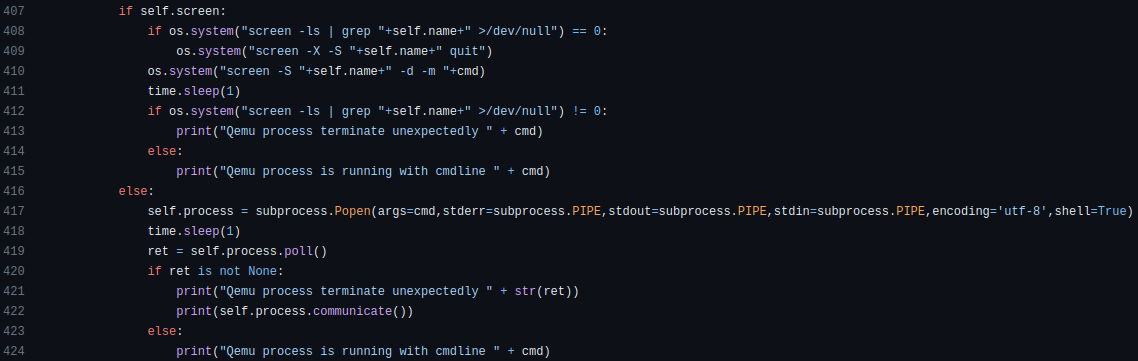 407 if self.screen:
408 if os.system("screen -ls | grep "+self.name+" >/dev/null") == 0:
409 os.system("screen -X -S "+self.name+" quit")
410 os.system("screen -S "+self.name+" -d -m "+cmd)
411 time.sleep(1)
412 if os.system("screen -ls | grep "+self.name+" >/dev/null") != 0:
413 print("Qemu process terminate unexpectedly " + cmd)
414 else:
415 print("Qemu process is running with cmdline " + cmd)
416 else:
417 self.process = subprocess.Popen(args=cmd,stderr=subprocess.PIPE,stdout=subprocess.PIPE,stdin=subprocess.PIPE,encoding='utf-8',shell=True)
418 time.sleep(1)
419 ret = self.process.poll()
420 if ret is not None:
421 print("Qemu process terminate unexpectedly " + str(ret))
422 print(self.process.communicate())
423 else:
424 print("Qemu process is running with cmdline " + cmd)